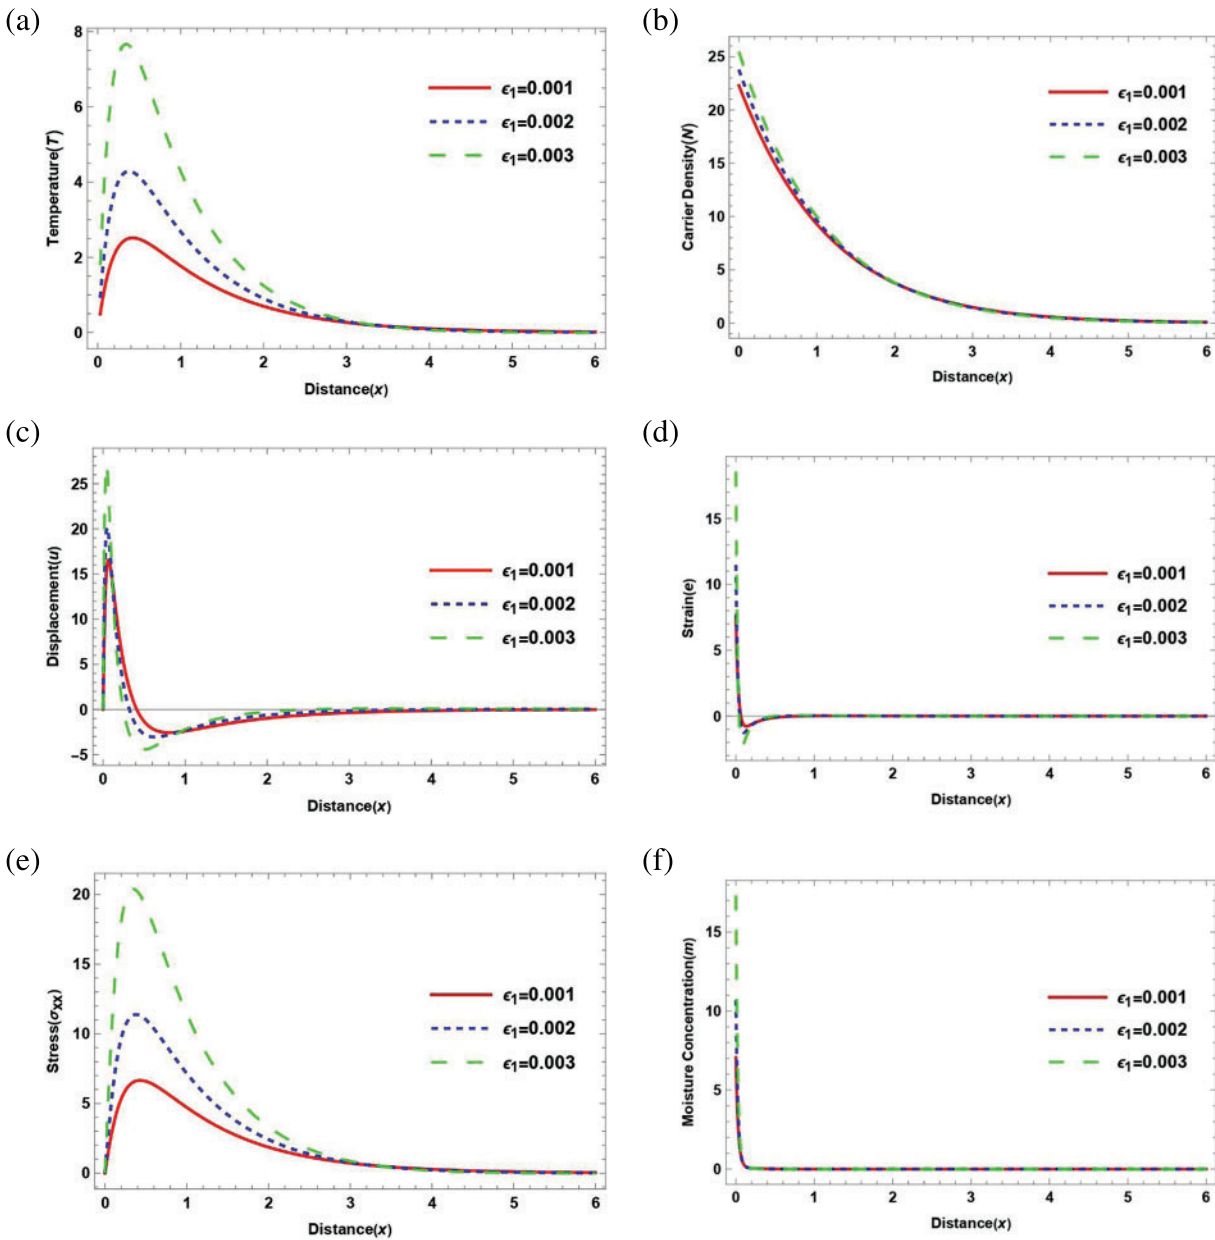 (a)
8
6
4
2
0
Temperature(T)
ϵ1=0.001
ϵ1=0.002
ϵ1=0.003
0 1 2 3 4 5 6
Distance(x)
(b)
25
20
15
10
5
0
Carrier Density(N)
ϵ1=0.001
ϵ1=0.002
ϵ1=0.003
0 1 2 3 4 5 6
Distance(x)
(c)
25
20
15
10
5
0
-5
Displacement(u)
ϵ1=0.001
ϵ1=0.002
ϵ1=0.003
0 1 2 3 4 5 6
Distance(x)
(d)
15
10
5
0
Strain(e)
ϵ1=0.001
ϵ1=0.002
ϵ1=0.003
0 1 2 3 4 5 6
Distance(x)
(e)
20
15
10
5
0
Stress(σxx)
ϵ1=0.001
ϵ1=0.002
ϵ1=0.003
0 1 2 3 4 5 6
Distance(x)
(f)
15
10
5
0
Moisture Concentration(m)
ϵ1=0.001
ϵ1=0.002
ϵ1=0.003
0 1 2 3 4 5 6
Distance(x)